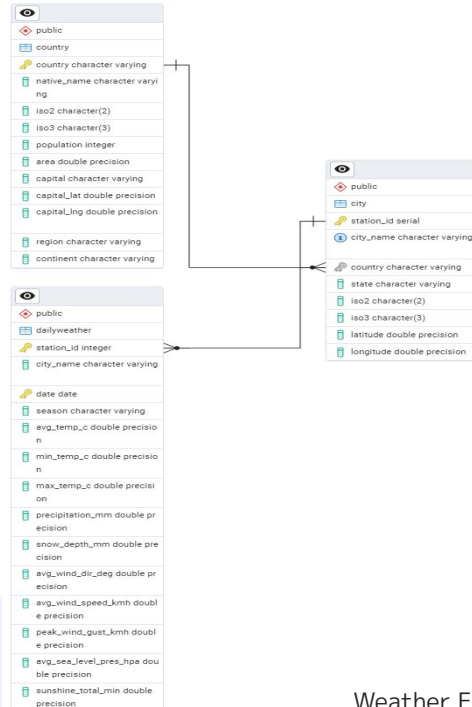 public
country
country character varying
native_name character varyi
ng
iso2 character(2)
iso3 character(3)
population integer
area double precision
capital character varying
capital_lat double precision
capital_lng double precision
region character varying
continent character varying
public
city
station_id serial
city_name character varying
country character varying
state character varying
iso2 character(2)
iso3 character(3)
latitude double precision
longitude double precision
public
dailyweather
station_id integer
city_name character varying
date date
season character varying
avg_temp_c double precisio
n
min_temp_c double precisio
n
max_temp_c double precisi
on
precipitation_mm double pr
ecision
snow_depth_mm double pre
cision
avg_wind_dir_deg double pr
ecision
avg_wind_speed_kmh doubl
e precision
peak_wind_gust_kmh doubl
e precision
avg_sea_level_pres_hpa dou
ble precision
sunshine_total_min double
precision
Weather E